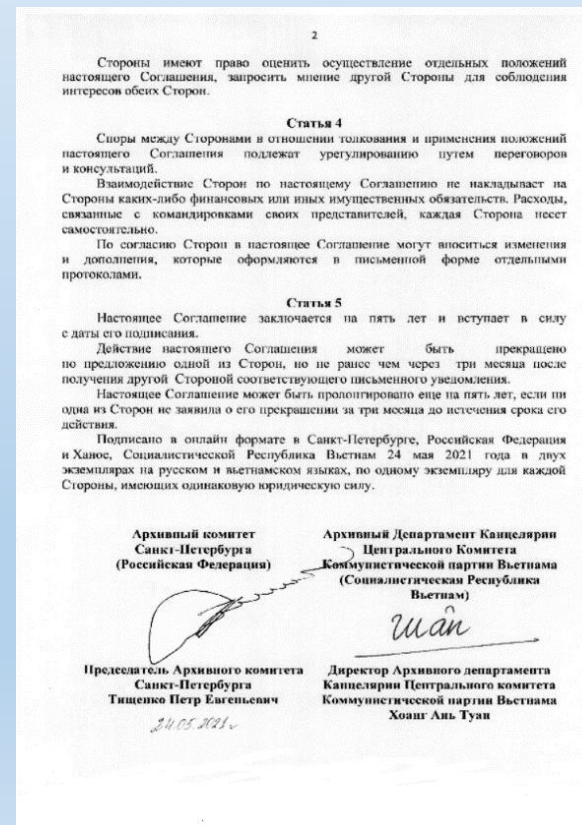 2
Стороны имеют право оценить осуществление отдельных положений
настоящего Соглашения, запросить мнение другой Стороны для соблюдения
интересов обеих Сторон.
Статья 4
Споры между Сторонами в отношении толкования и применения положений
настоящего Соглашения подлежат урегулированию путем переговоров
и консультаций.
Взаимодействие Сторон по настоящему Соглашению не накладывает на
Стороны каких-либо финансовых или иных имущественных обязательств. Расходы,
связанные с командировками своих представителей, каждая Сторона несет
самостоятельно.
По согласию Сторон в настоящее Соглашение могут вноситься изменения
и дополнения, которые оформляются в письменной форме отдельными
протоколами.
Статья 5
Настоящее Соглашение заключается на пять лет и вступает в силу
с даты его подписания.
Действие настоящего Соглашения может быть прекращено
по предложению одной из Сторон, но не ранее чем через три месяца после
получения другой Стороной соответствующего письменного уведомления.
Настоящее Соглашение может быть пролонгировано еще на пять лет, если ни
одна из Сторон не заявила о его прекращении за три месяца до истечения срока его
действия.
Подписано в онлайн формате в Санкт-Петербурге, Российская Федерация
и Ханое, Социалистической Республика Вьетнам 24 мая 2021 года в двух
экземплярах на русском и вьетнамском языках, по одному экземпляру для каждой
Стороны, имеющих одинаковую юридическую силу.
Архивный комитет
Санкт-Петербурга
(Российская Федерация)
Председатель Архивного комитета
Санкт-Петербурга
Тищенко Петр Евгеньевич
24.05.2021
Архивный Департамент Канцелярии
Центрального Комитета
Коммунистической партии Вьетнама
(Социалистическая Республика
Вьетнам)
Директор Архивного департамента
Канцелярии Центрального комитета
Коммунистической партии Вьетнама
Хоанг Ань Туан